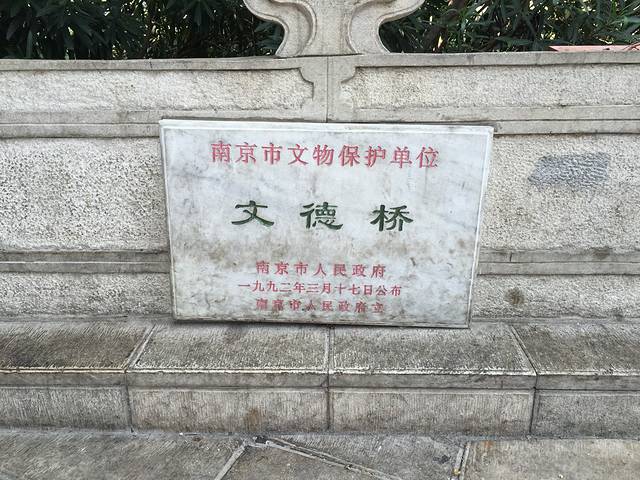 南京市文物保护单位
文德桥
南京市人民政府
一九九二年三月十七日公布
南京市人民政府立